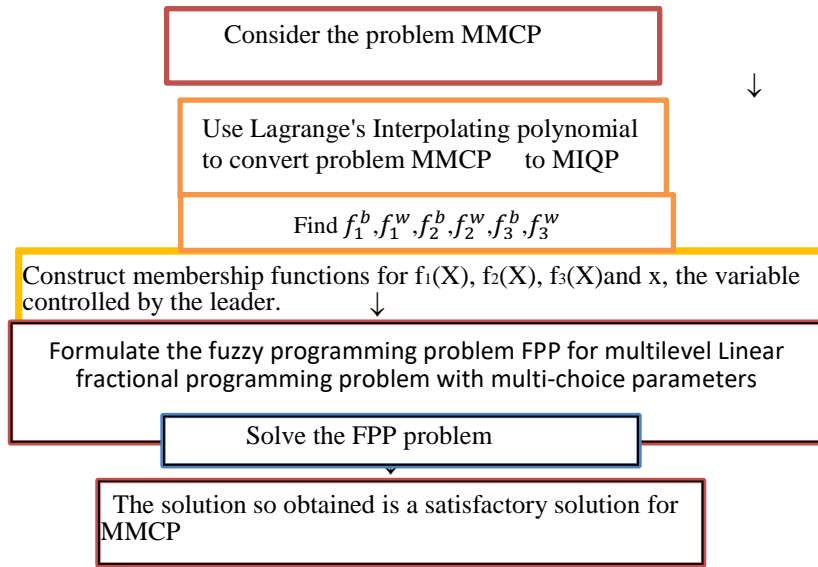 Consider the problem MMCP
↓
Use Lagrange's Interpolating polynomial
to convert problem MMCP to MIQP
Find f₁ᵇ,f₁ʷ,f₂ᵇ,f₂ʷ,f₃ᵇ,f₃ʷ
Construct membership functions for f₁(X), f₂(X), f₃(X)and x, the variable
controlled by the leader. ↓
Formulate the fuzzy programming problem FPP for multilevel Linear
fractional programming problem with multi-choice parameters
Solve the FPP problem
↓
The solution so obtained is a satisfactory solution for
MMCP